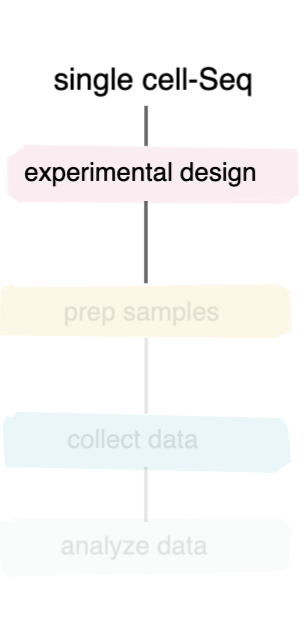 single cell-Seq
experimental design
prep samples
collect data
analyze data